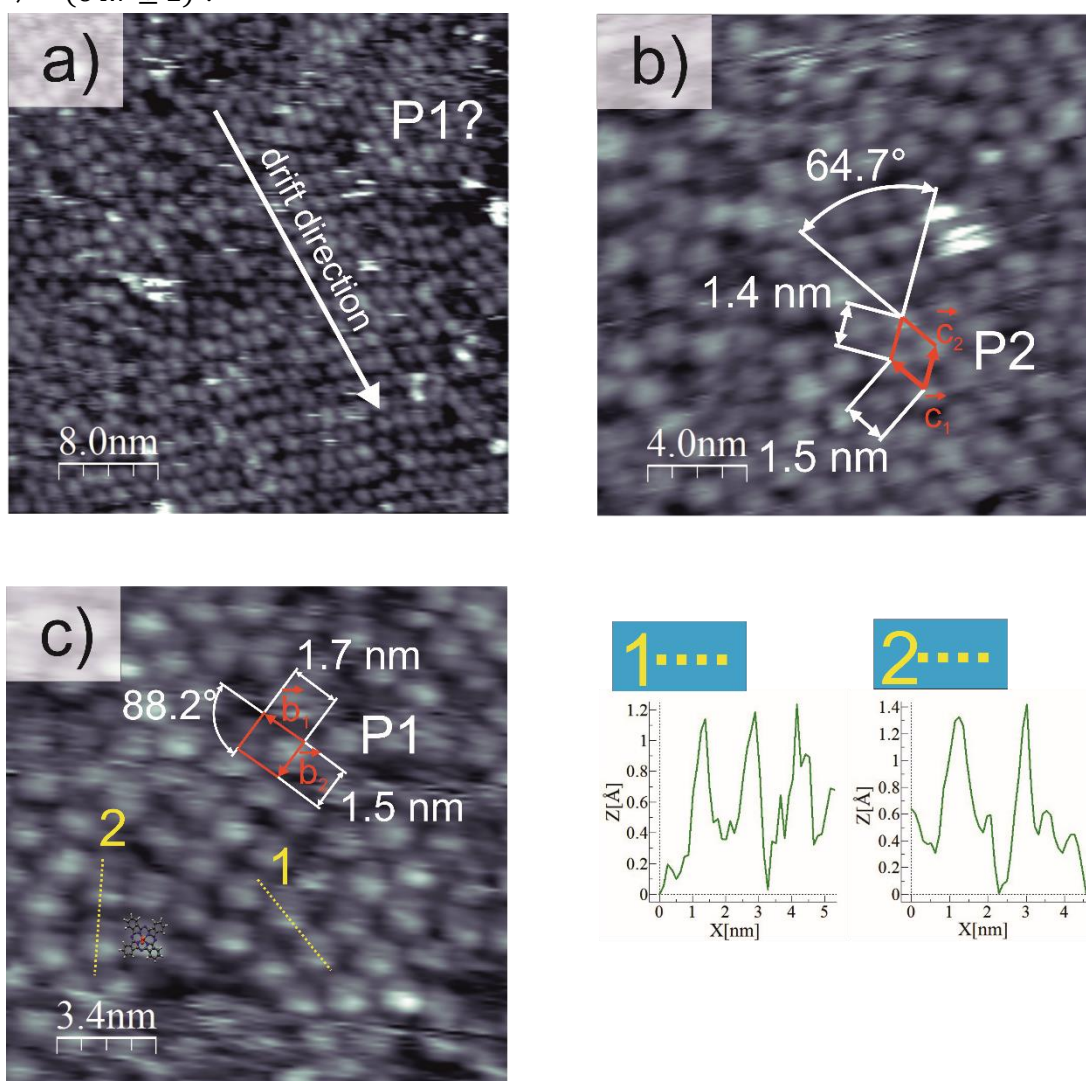 a)
P1?
drift direction
8.0nm
b)
64.7°
1.4 nm
c₂
P2
c₁
1.5 nm
4.0nm
c)
1.7 nm
88.2°
b₁
P1
b₂
1.5 nm
2
1
3.4nm
1
2
1.2
1
0.8
0.6
0.4
0.2
0
Z[Å]
0 1 2 3 4 5
X[nm]
1.4
1.2
1
0.8
0.6
0.4
0.2
0
Z[Å]
0 1 2 3 4
X[nm]